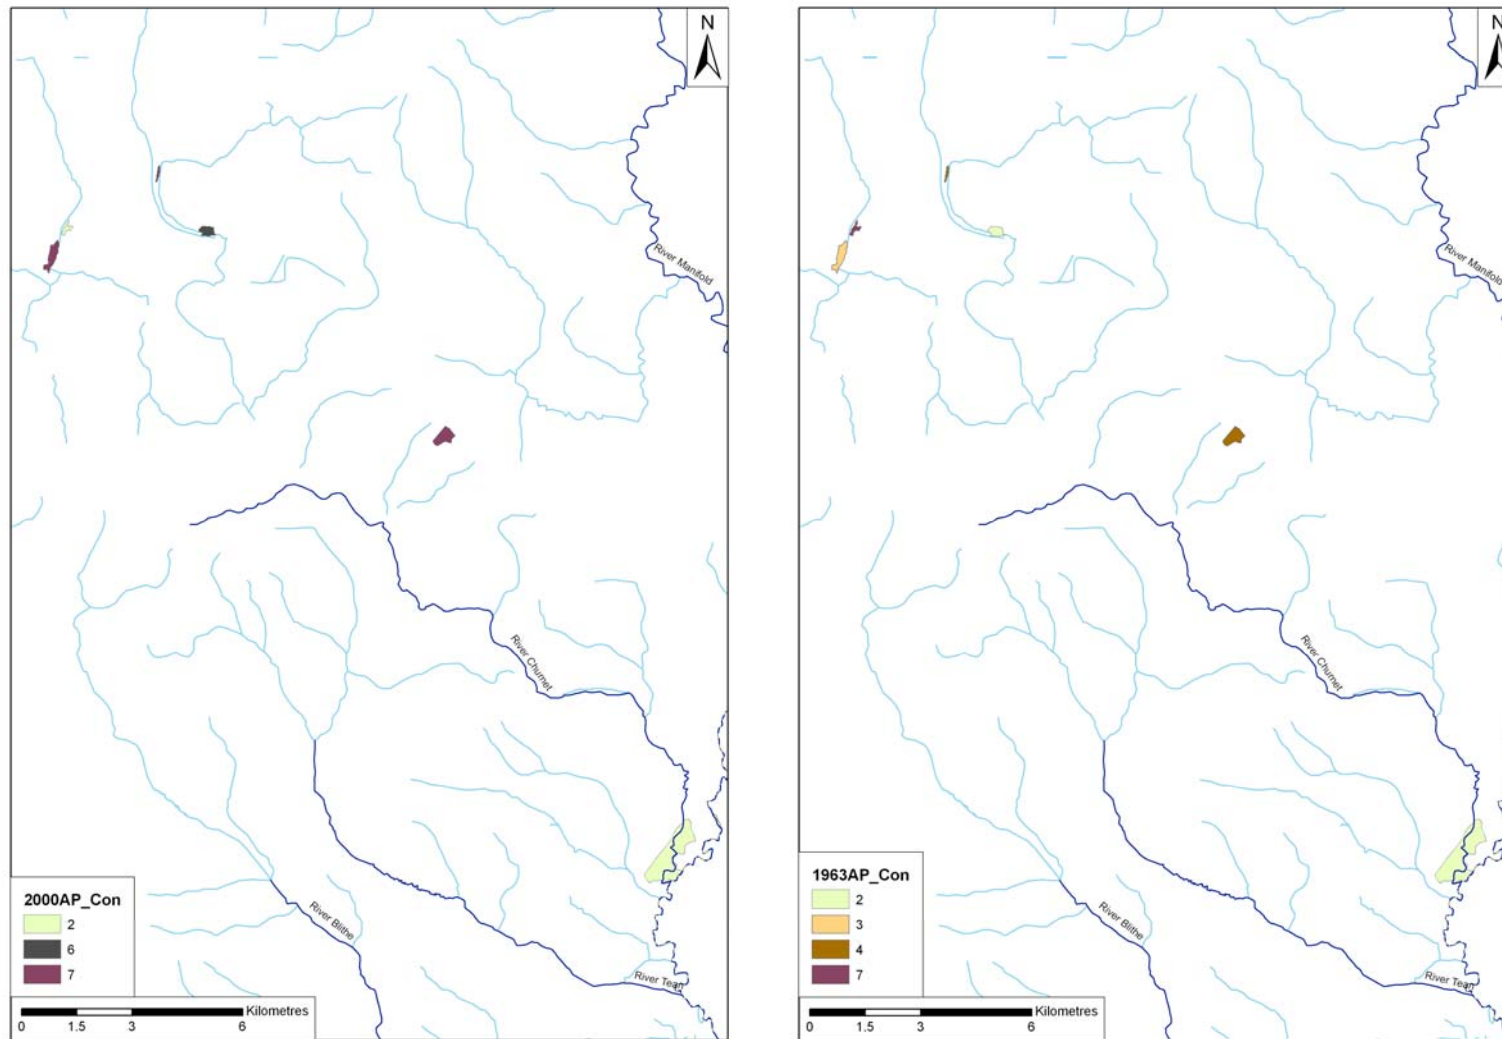 N
River Manifold
River Churnet
2000AP_Con
2
6
7
River Blithe
River Tean
Kilometres
0 1.5 3 6
N
River Manifold
River Churnet
1963AP_Con
2
3
4
7
River Blithe
River Tean
Kilometres
0 1.5 3 6